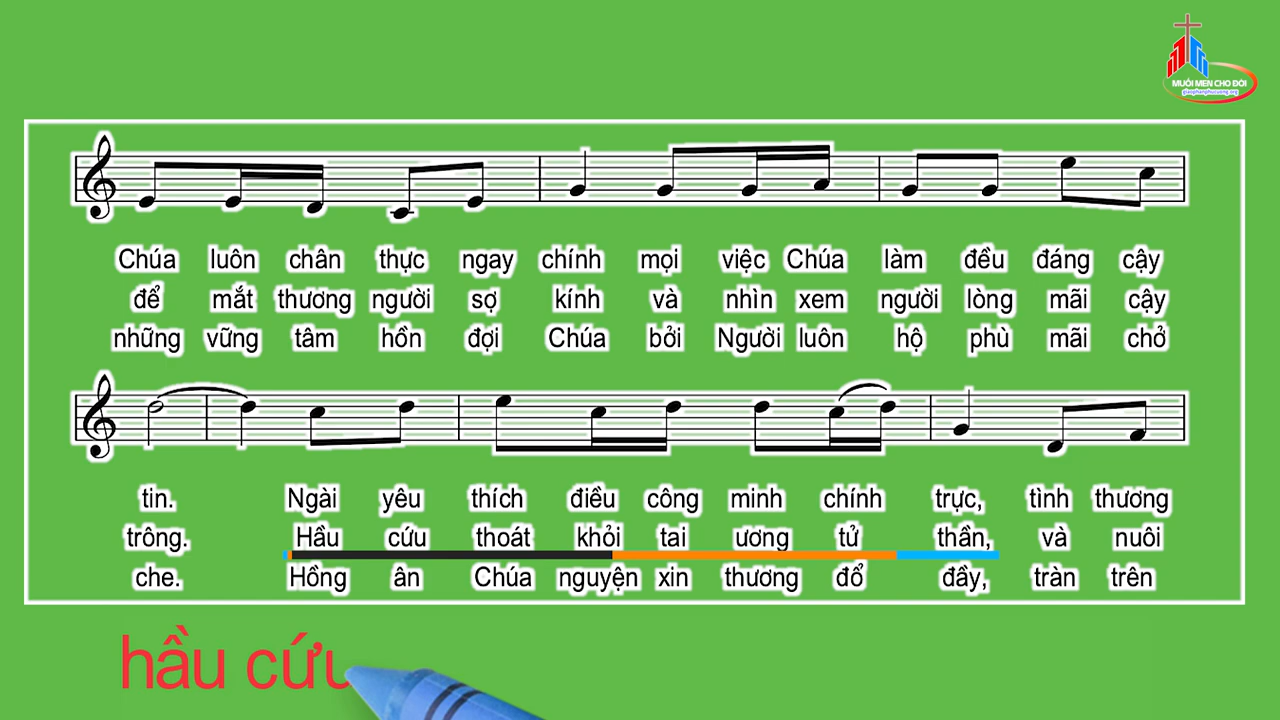 MUỐI MEN CHO ĐỜI
giaophanphucuong.org
Chúa luôn chân thực ngay chính mọi việc Chúa làm đều đáng cậy
để mắt thương người sợ kính và nhìn xem người lòng mãi cậy
những vững tâm hồn đợi Chúa bởi Người luôn hộ phù mãi chở
tin. Ngài yêu thích điều công minh chính trực, tình thương
trông. Hầu cứu thoát khỏi tai ương tử thần, và nuôi
che. Hồng ân Chúa nguyện xin thương đổ đầy, tràn trên
hầu cứu